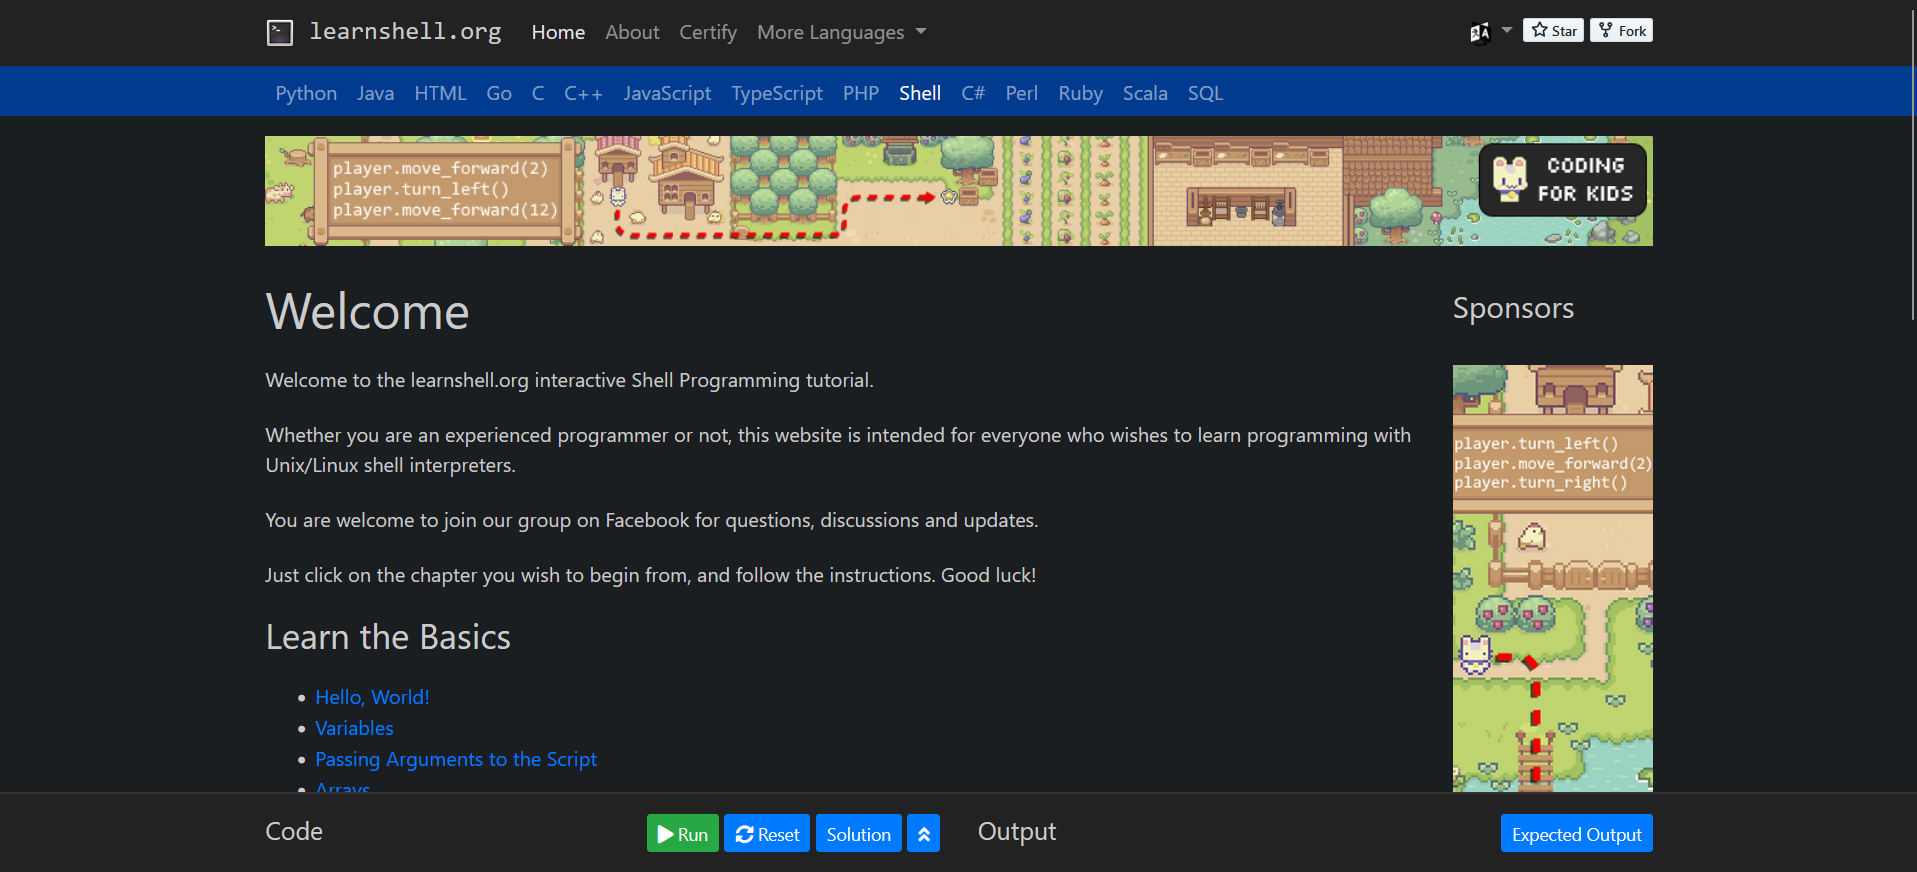 learnshell.org Home About Certify More Languages Star Fork
Python Java HTML Go C C++ JavaScript TypeScript PHP Shell C# Perl Ruby Scala SQL
player.move_forward(2)
player.turn_left()
player.move_forward(12)
CODING
FOR KIDS
Welcome
Welcome to the learnshell.org interactive Shell Programming tutorial.
Whether you are an experienced programmer or not, this website is intended for everyone who wishes to learn programming with
Unix/Linux shell interpreters.
You are welcome to join our group on Facebook for questions, discussions and updates.
Just click on the chapter you wish to begin from, and follow the instructions. Good luck!
Learn the Basics
Hello, World!
Variables
Passing Arguments to the Script
Arrays
Sponsors
player.turn_left()
player.move_forward(2)
player.turn_right()
Code Run Reset Solution Output Expected Output